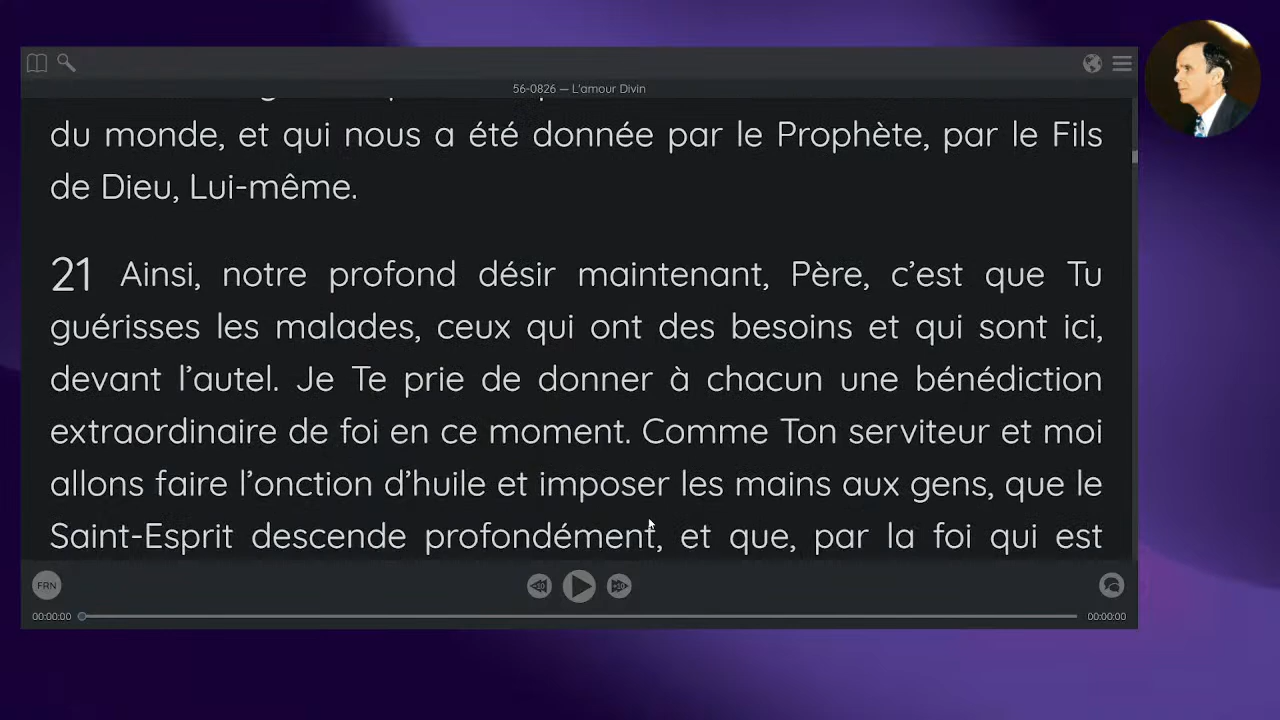 56-0826 — L'amour Divin
du monde, et qui nous a été donnée par le Prophète, par le Fils
de Dieu, Lui-même.
21 Ainsi, notre profond désir maintenant, Père, c’est que Tu
guérisses les malades, ceux qui ont des besoins et qui sont ici,
devant l’autel. Je Te prie de donner à chacun une bénédiction
extraordinaire de foi en ce moment. Comme Ton serviteur et moi
allons faire l’onction d’huile et imposer les mains aux gens, que le
Saint-Esprit descende profondément, et que, par la foi qui est
FRN
00:00:00
00:00:00